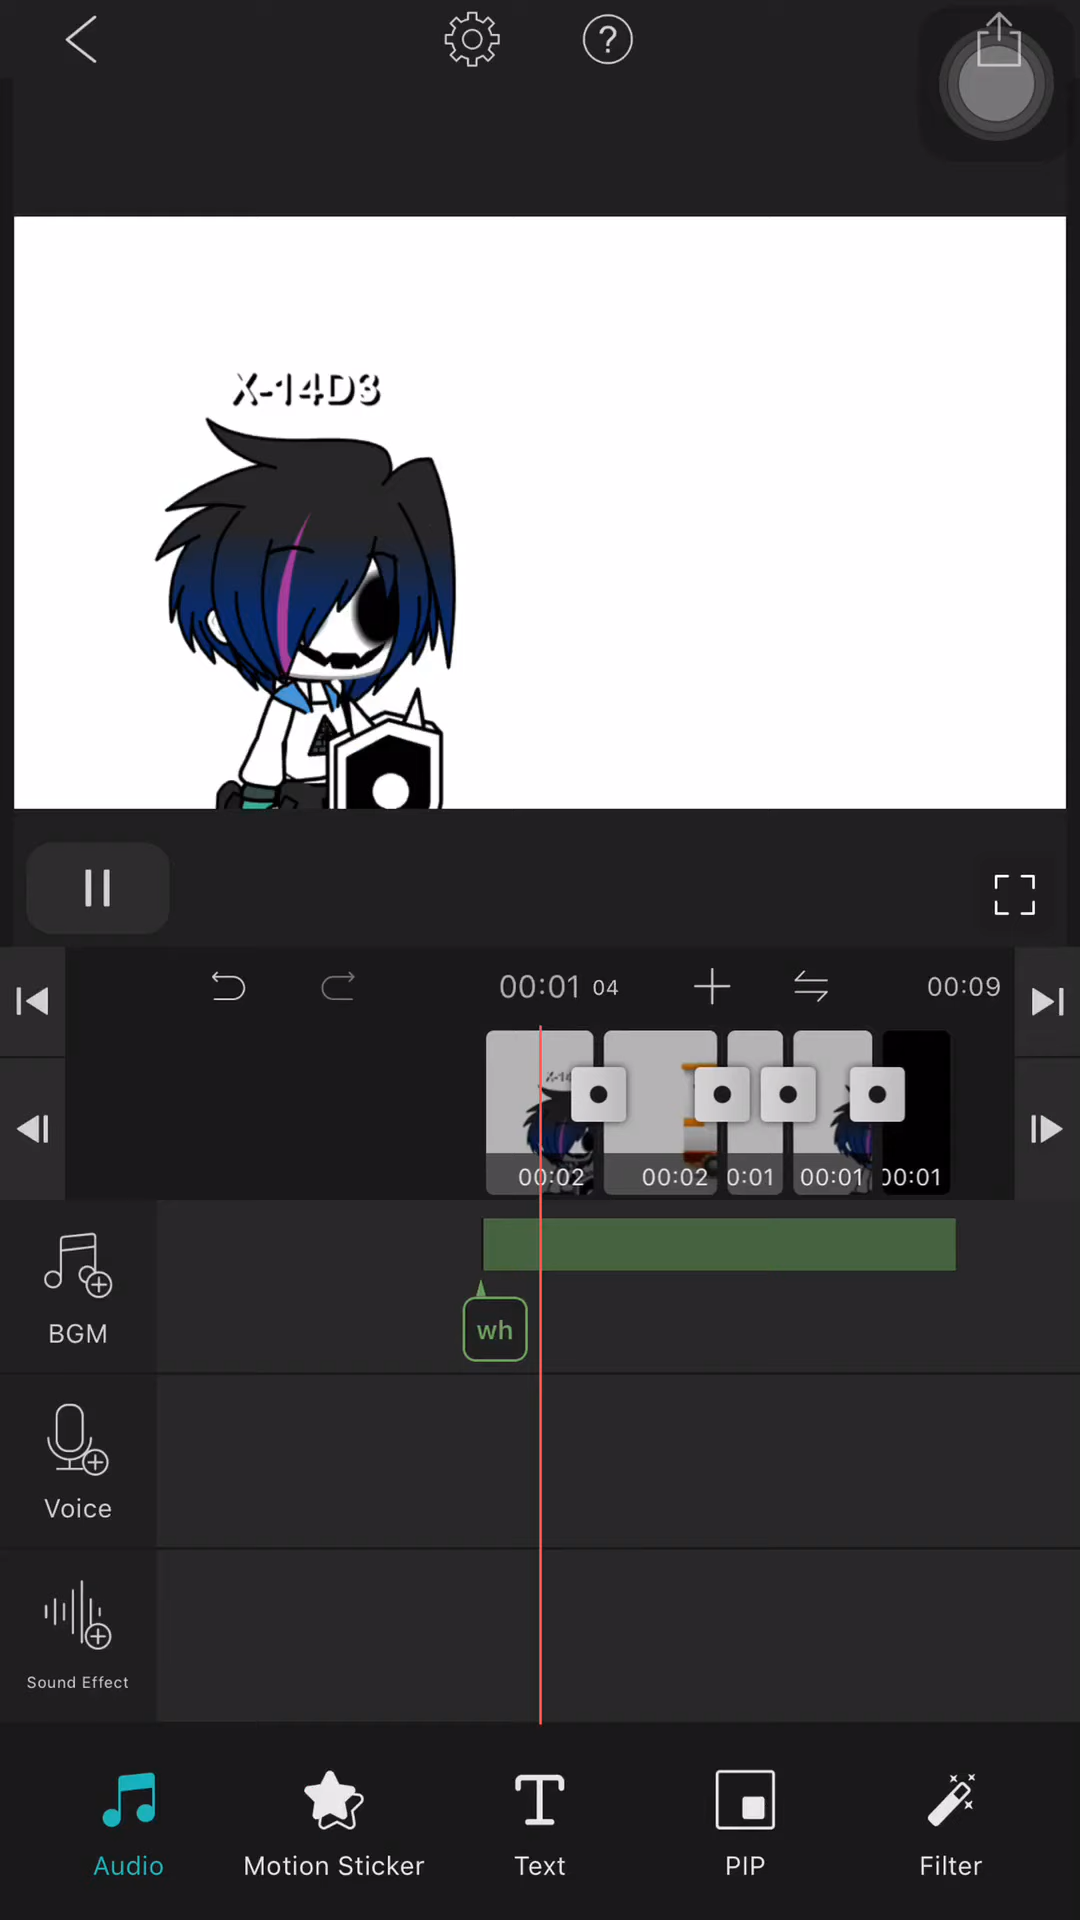 ?
X-14D3
00:01 04
00:09
X-14
00:02
00:02
0:01
00:01
00:01
BGM
wh
Voice
Sound Effect
Audio
Motion Sticker
Text
PIP
Filter